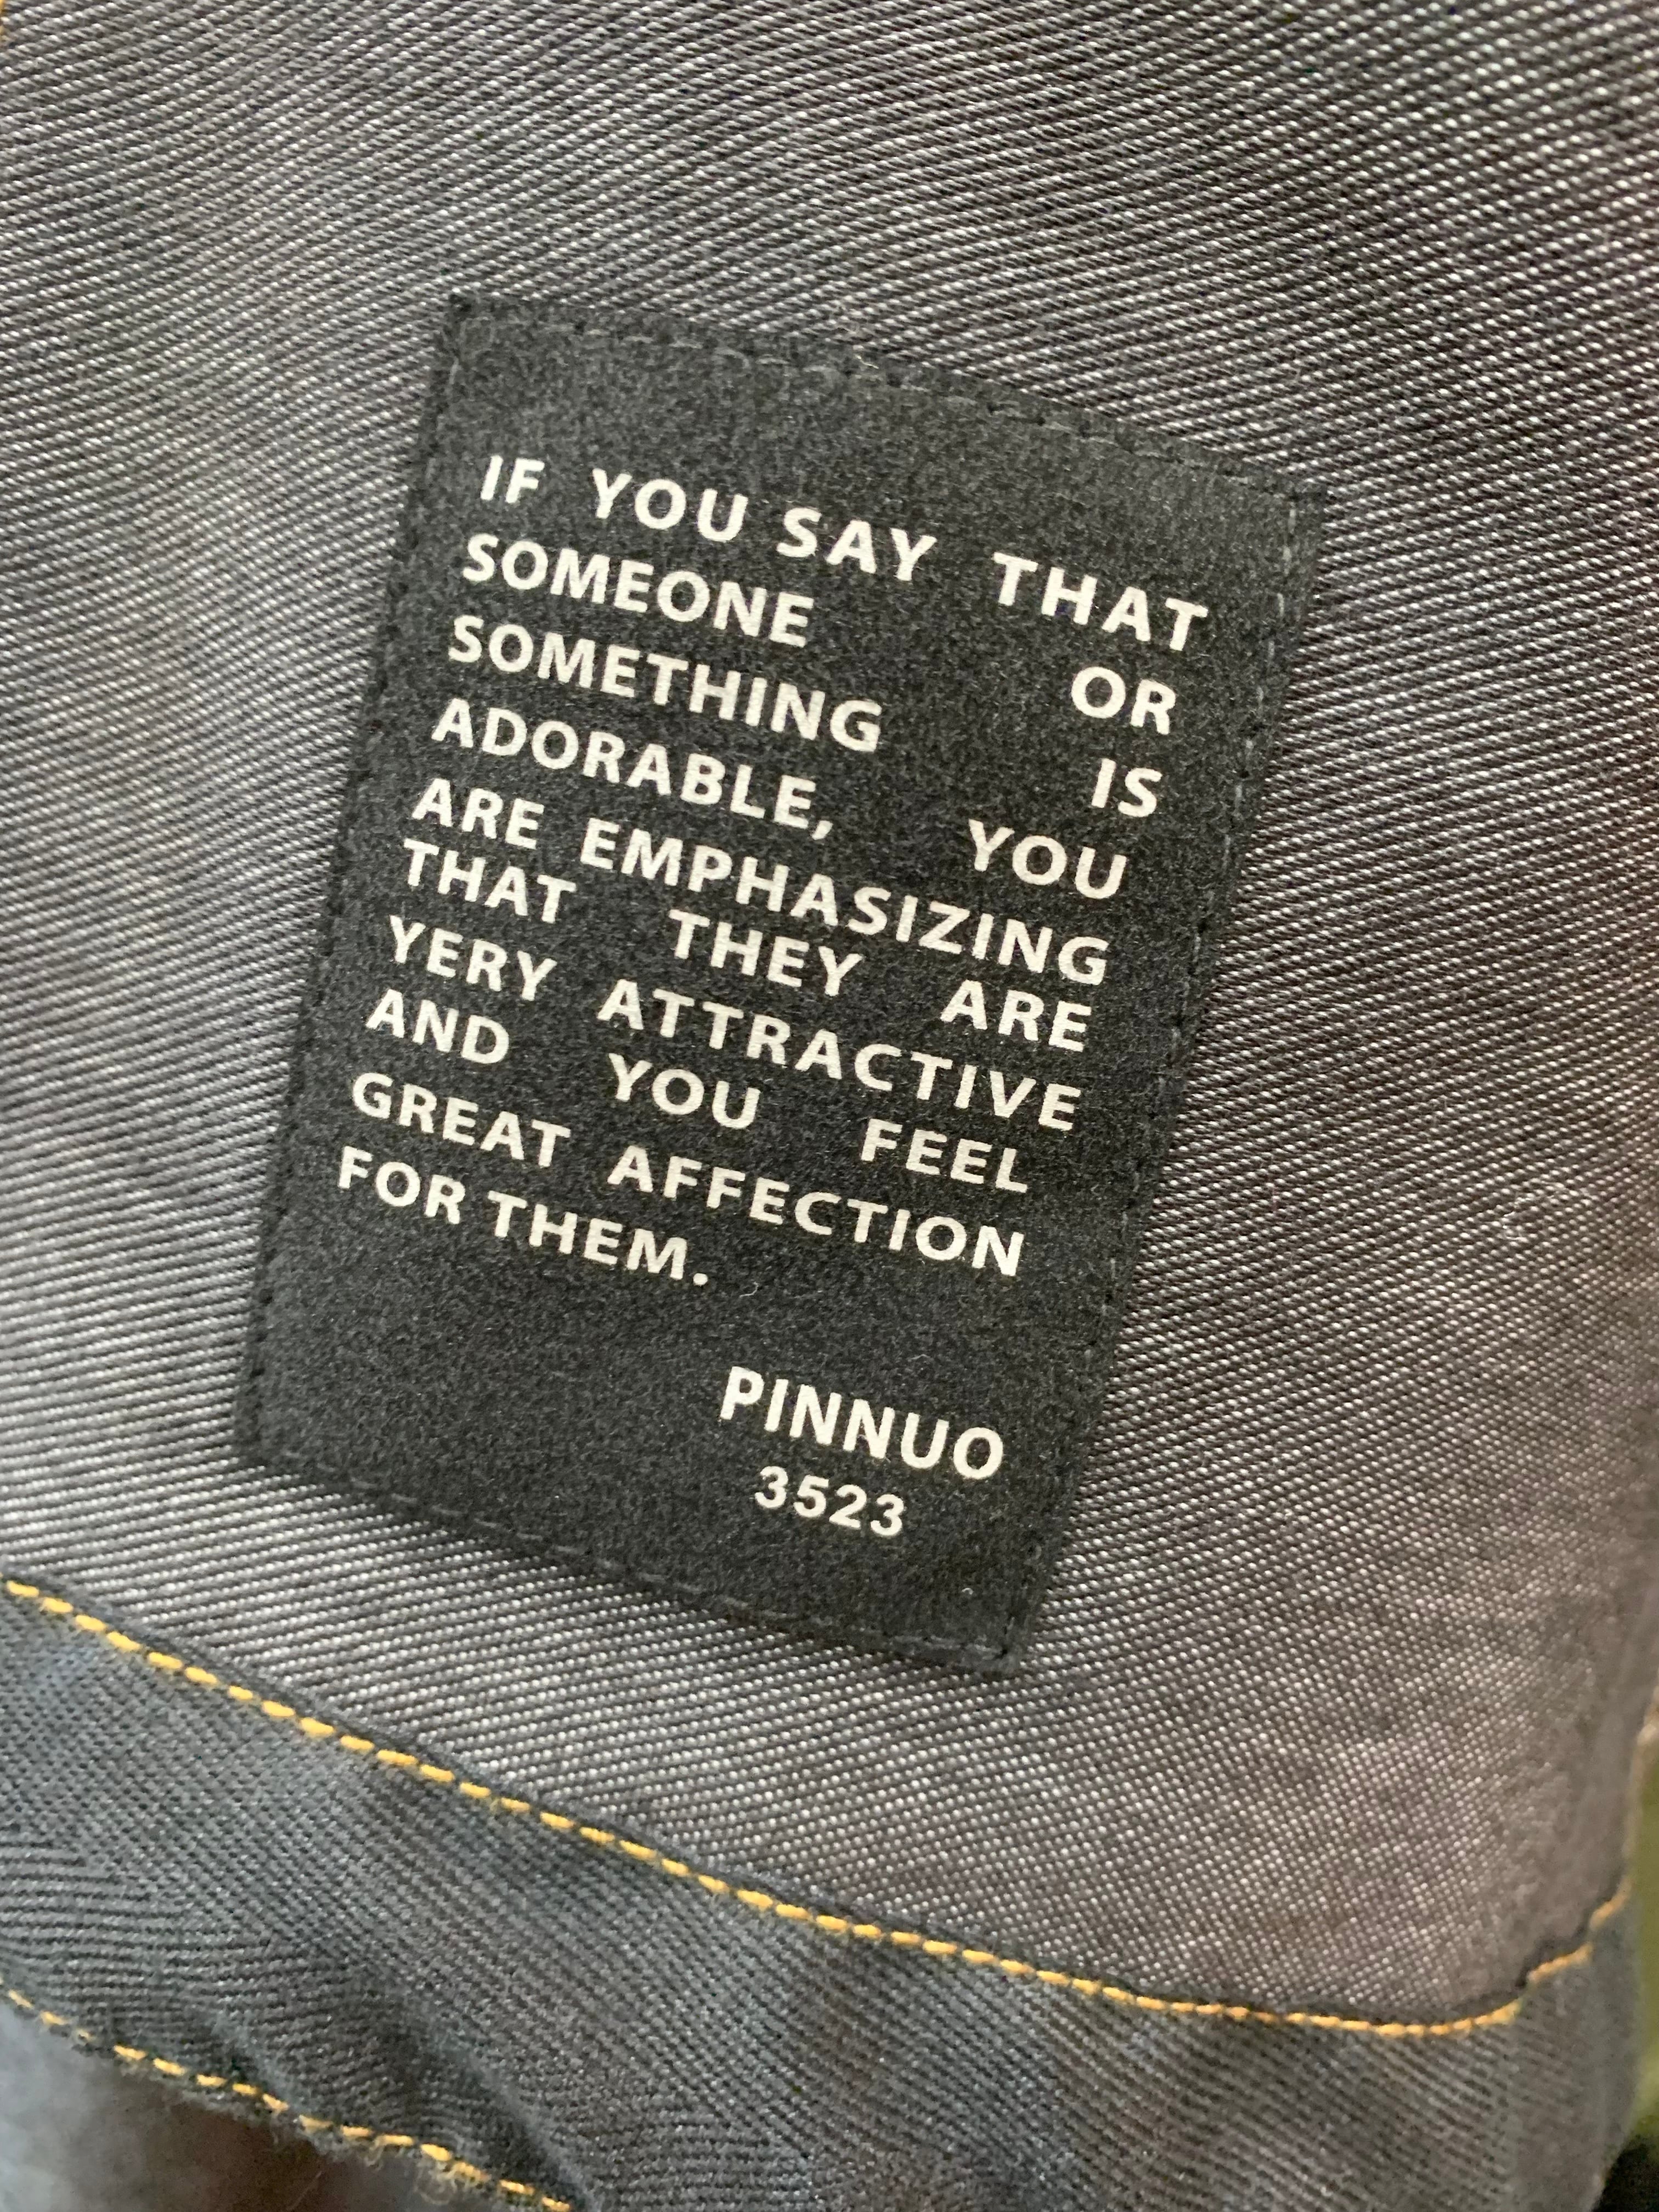 IF YOU SAY THAT
SOMEONE OR
SOMETHING IS
ADORABLE, YOU
ARE EMPHASIZING
THAT THEY ARE
YERY ATTRACTIVE
AND YOU FEEL
GREAT AFFECTION
FOR THEM.
PINNUO
3523